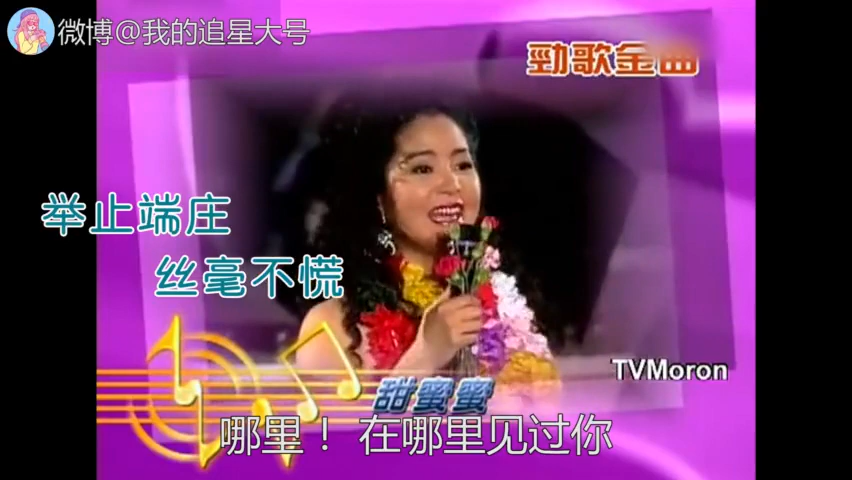 微博@我的追星大号
勁歌金曲
举止端庄
丝毫不慌
TVMoron
甜蜜蜜
哪里！在哪里见过你